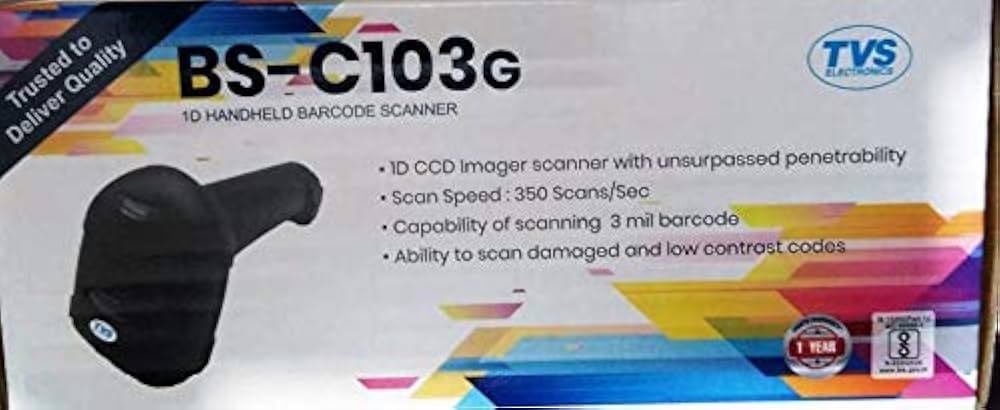 Trusted to
Deliver Quality
BS-C103G
1D HANDHELD BARCODE SCANNER
TVS
ELECTRONICS
• 1D CCD Imager scanner with unsurpassed penetrability
• Scan Speed : 350 Scans/Sec
• Capability of scanning 3 mil barcode
• Ability to scan damaged and low contrast codes
TVS
1 YEAR